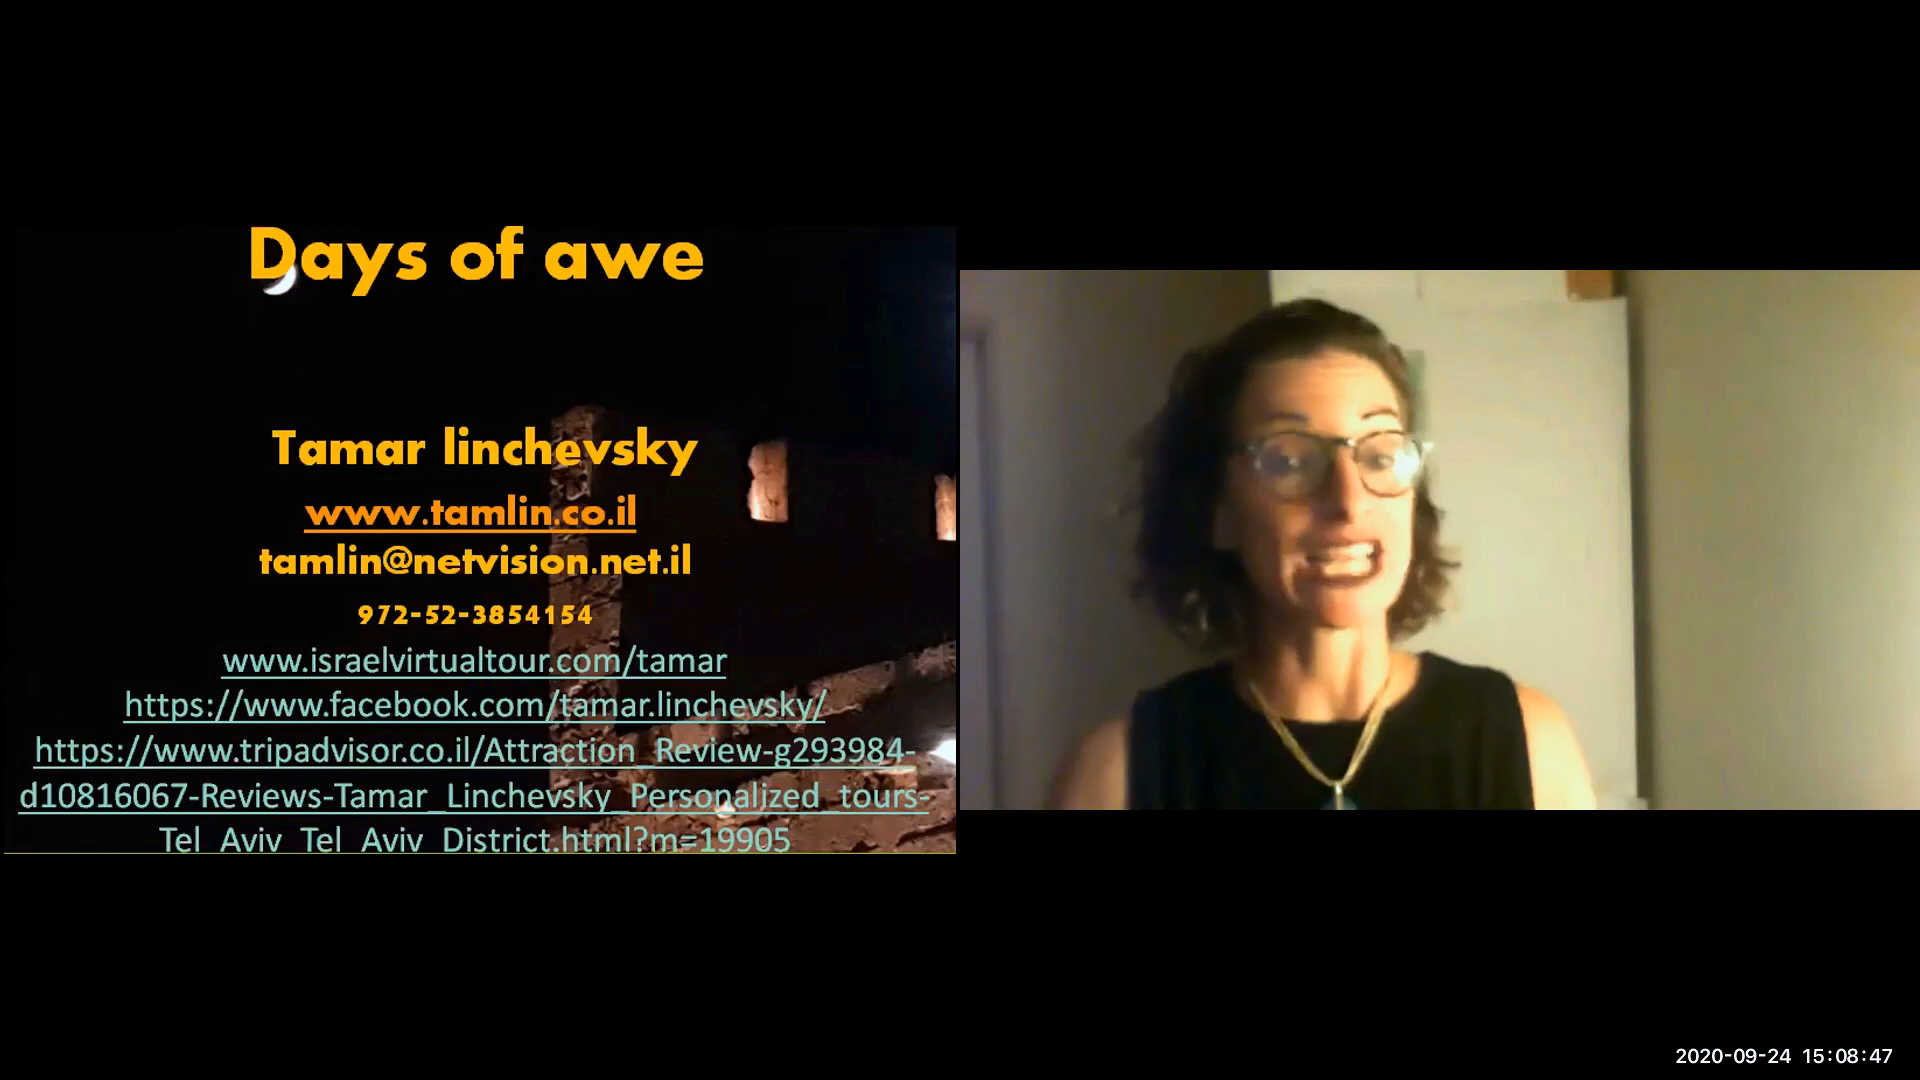 Days of awe
Tamar linchevsky
www.tamlin.co.il
tamlin@netvision.net.il
972-52-3854154
www.israelvirtualtour.com/tamar
https://www.facebook.com/tamar.linchevsky/
https://www.tripadvisor.co.il/Attraction_Review-g293984-
d10816067-Reviews-Tamar_Linchevsky_Personalized_tours-
Tel_Aviv_Tel_Aviv_District.html?m=19905
2020-09-24 15:08:47